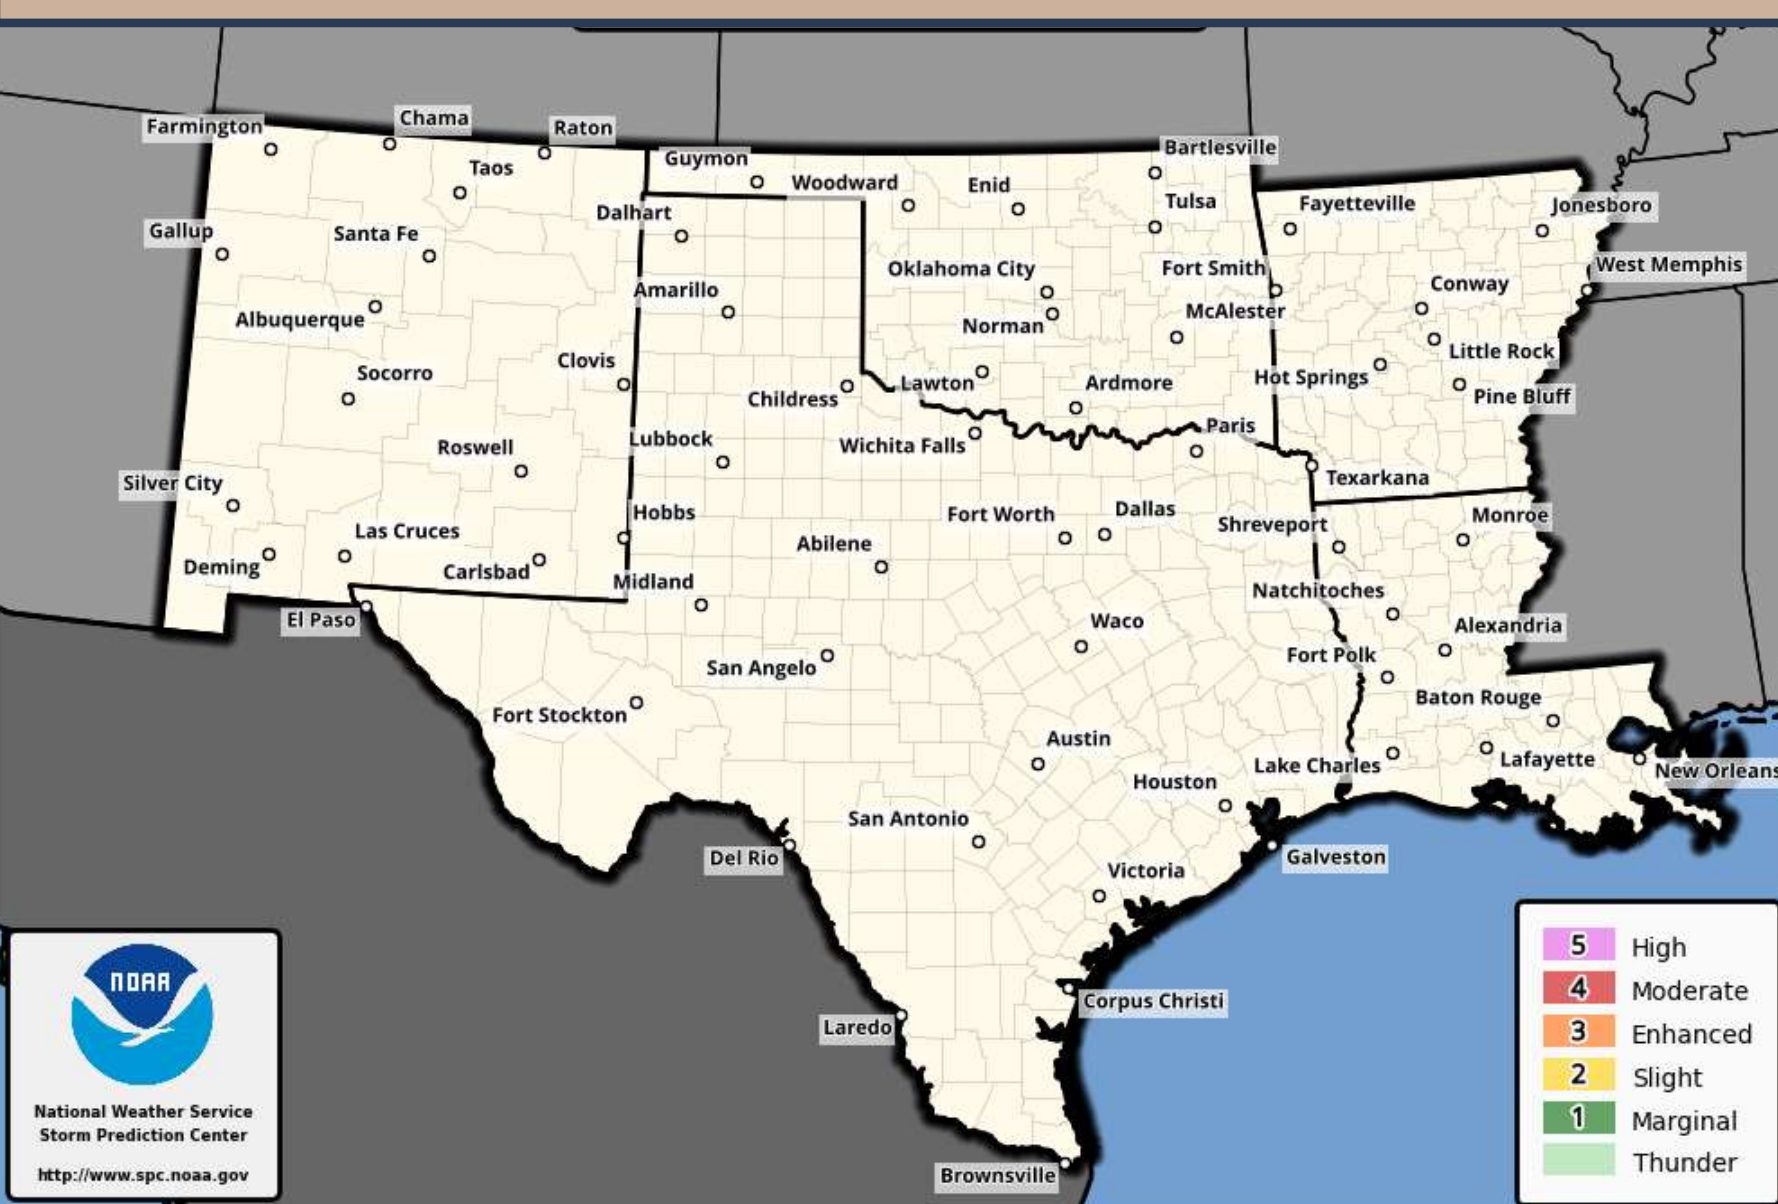 Farmington
Chama
Raton
Taos
Guymon
Woodward
Enid
Bartlesville
Tulsa
Fayetteville
Jonesboro
Gallup
Santa Fe
Dalhart
Oklahoma City
Fort Smith
West Memphis
Albuquerque
Amarillo
Norman
McAlester
Conway
Little Rock
Socorro
Clovis
Childress
Lawton
Ardmore
Hot Springs
Pine Bluff
Roswell
Lubbock
Wichita Falls
Paris
Texarkana
Silver City
Las Cruces
Hobbs
Fort Worth
Dallas
Shreveport
Monroe
Deming
Carlsbad
Midland
Abilene
Natchitoches
El Paso
Waco
Alexandria
San Angelo
Fort Polk
Fort Stockton
Baton Rouge
Austin
Houston
Lake Charles
Lafayette
New Orleans
San Antonio
Del Rio
Galveston
Victoria
Laredo
Corpus Christi
Brownsville
NOAA
National Weather Service
Storm Prediction Center
http://www.spc.noaa.gov
5 High
4 Moderate
3 Enhanced
2 Slight
1 Marginal
Thunder